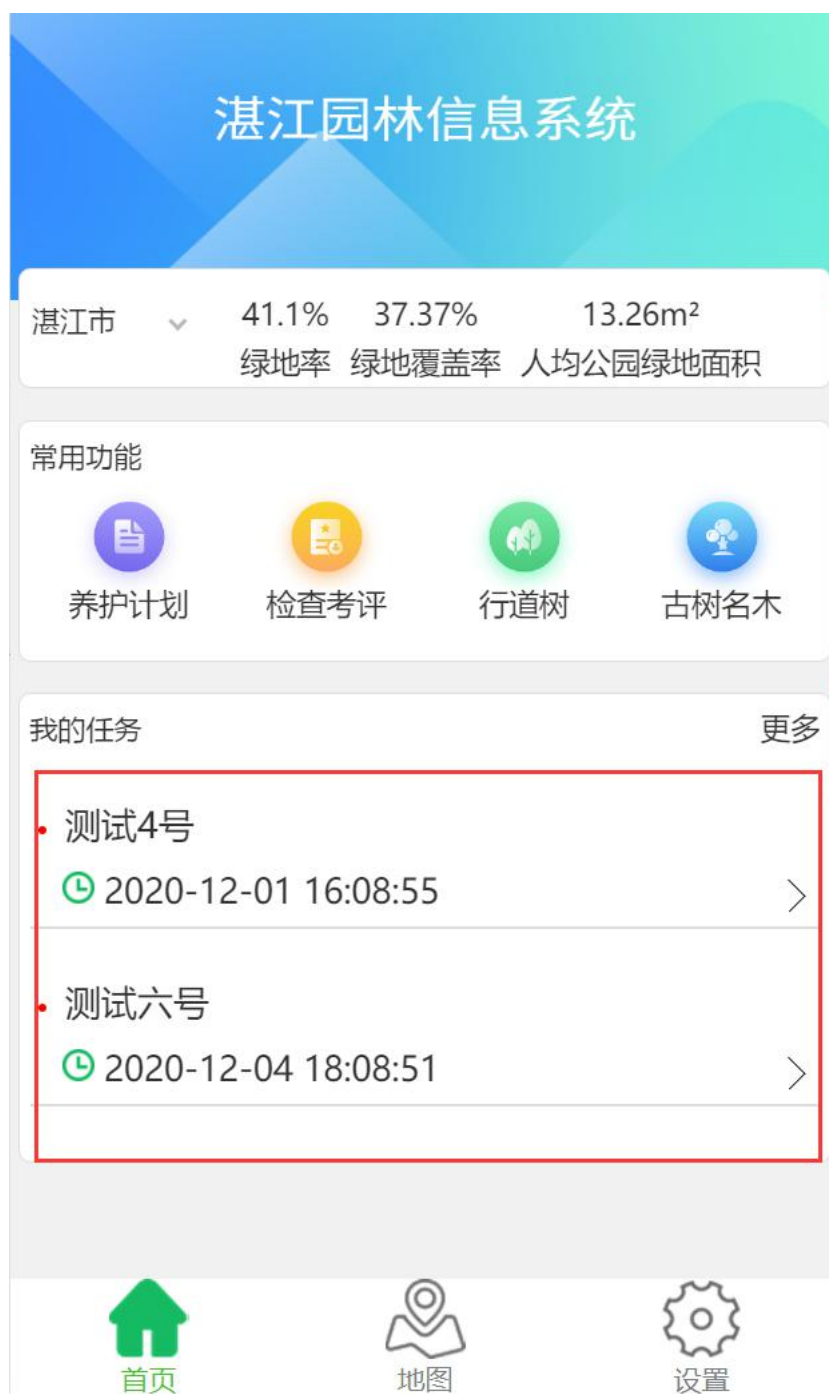 湛江园林信息系统
湛江市 41.1% 37.37% 13.26m²
绿地率 绿地覆盖率 人均公园绿地面积
常用功能
养护计划 检查考评 行道树 古树名木
我的任务 更多
测试4号
2020-12-01 16:08:55
测试六号
2020-12-04 18:08:51
首页 地图 设置